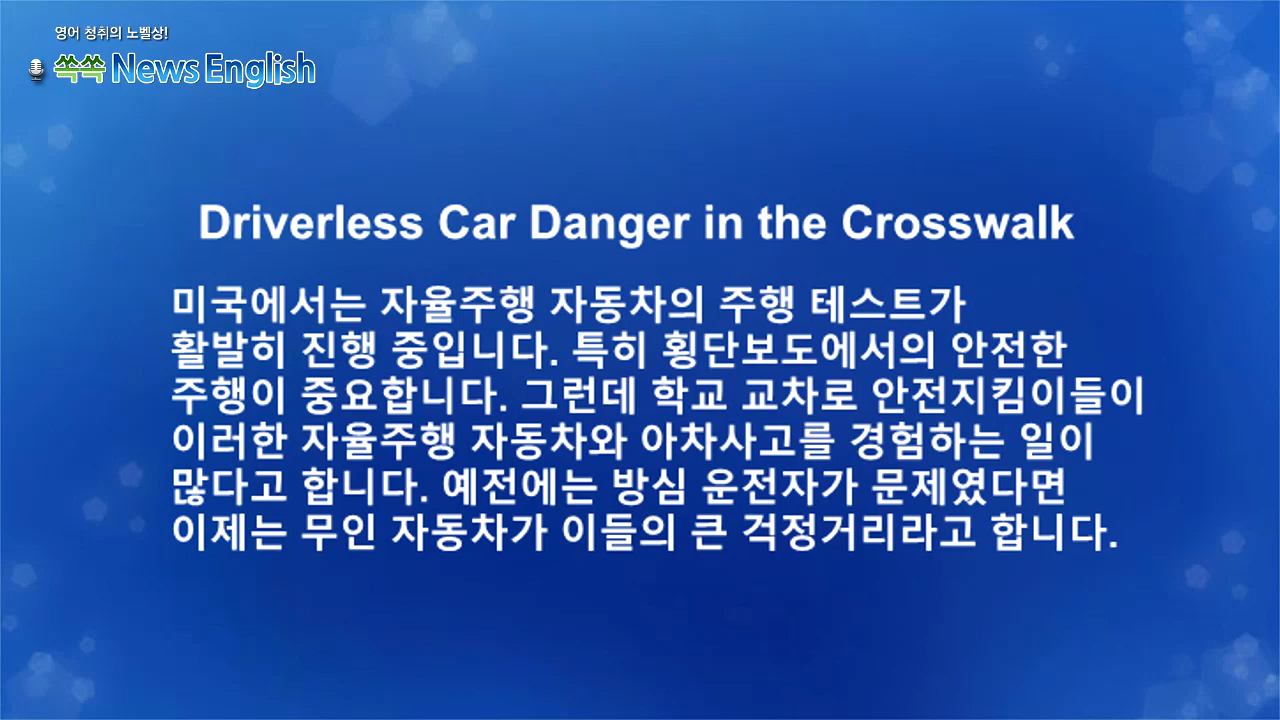 영어 청취의 노벨상!
쏙쏙 News English
Driverless Car Danger in the Crosswalk
미국에서는 자율주행 자동차의 주행 테스트가
활발히 진행 중입니다. 특히 횡단보도에서의 안전한
주행이 중요합니다. 그런데 학교 교차로 안전지킴이들이
이러한 자율주행 자동차와 아차사고를 경험하는 일이
많다고 합니다. 예전에는 방심 운전자가 문제였다면
이제는 무인 자동차가 이들의 큰 걱정거리라고 합니다.